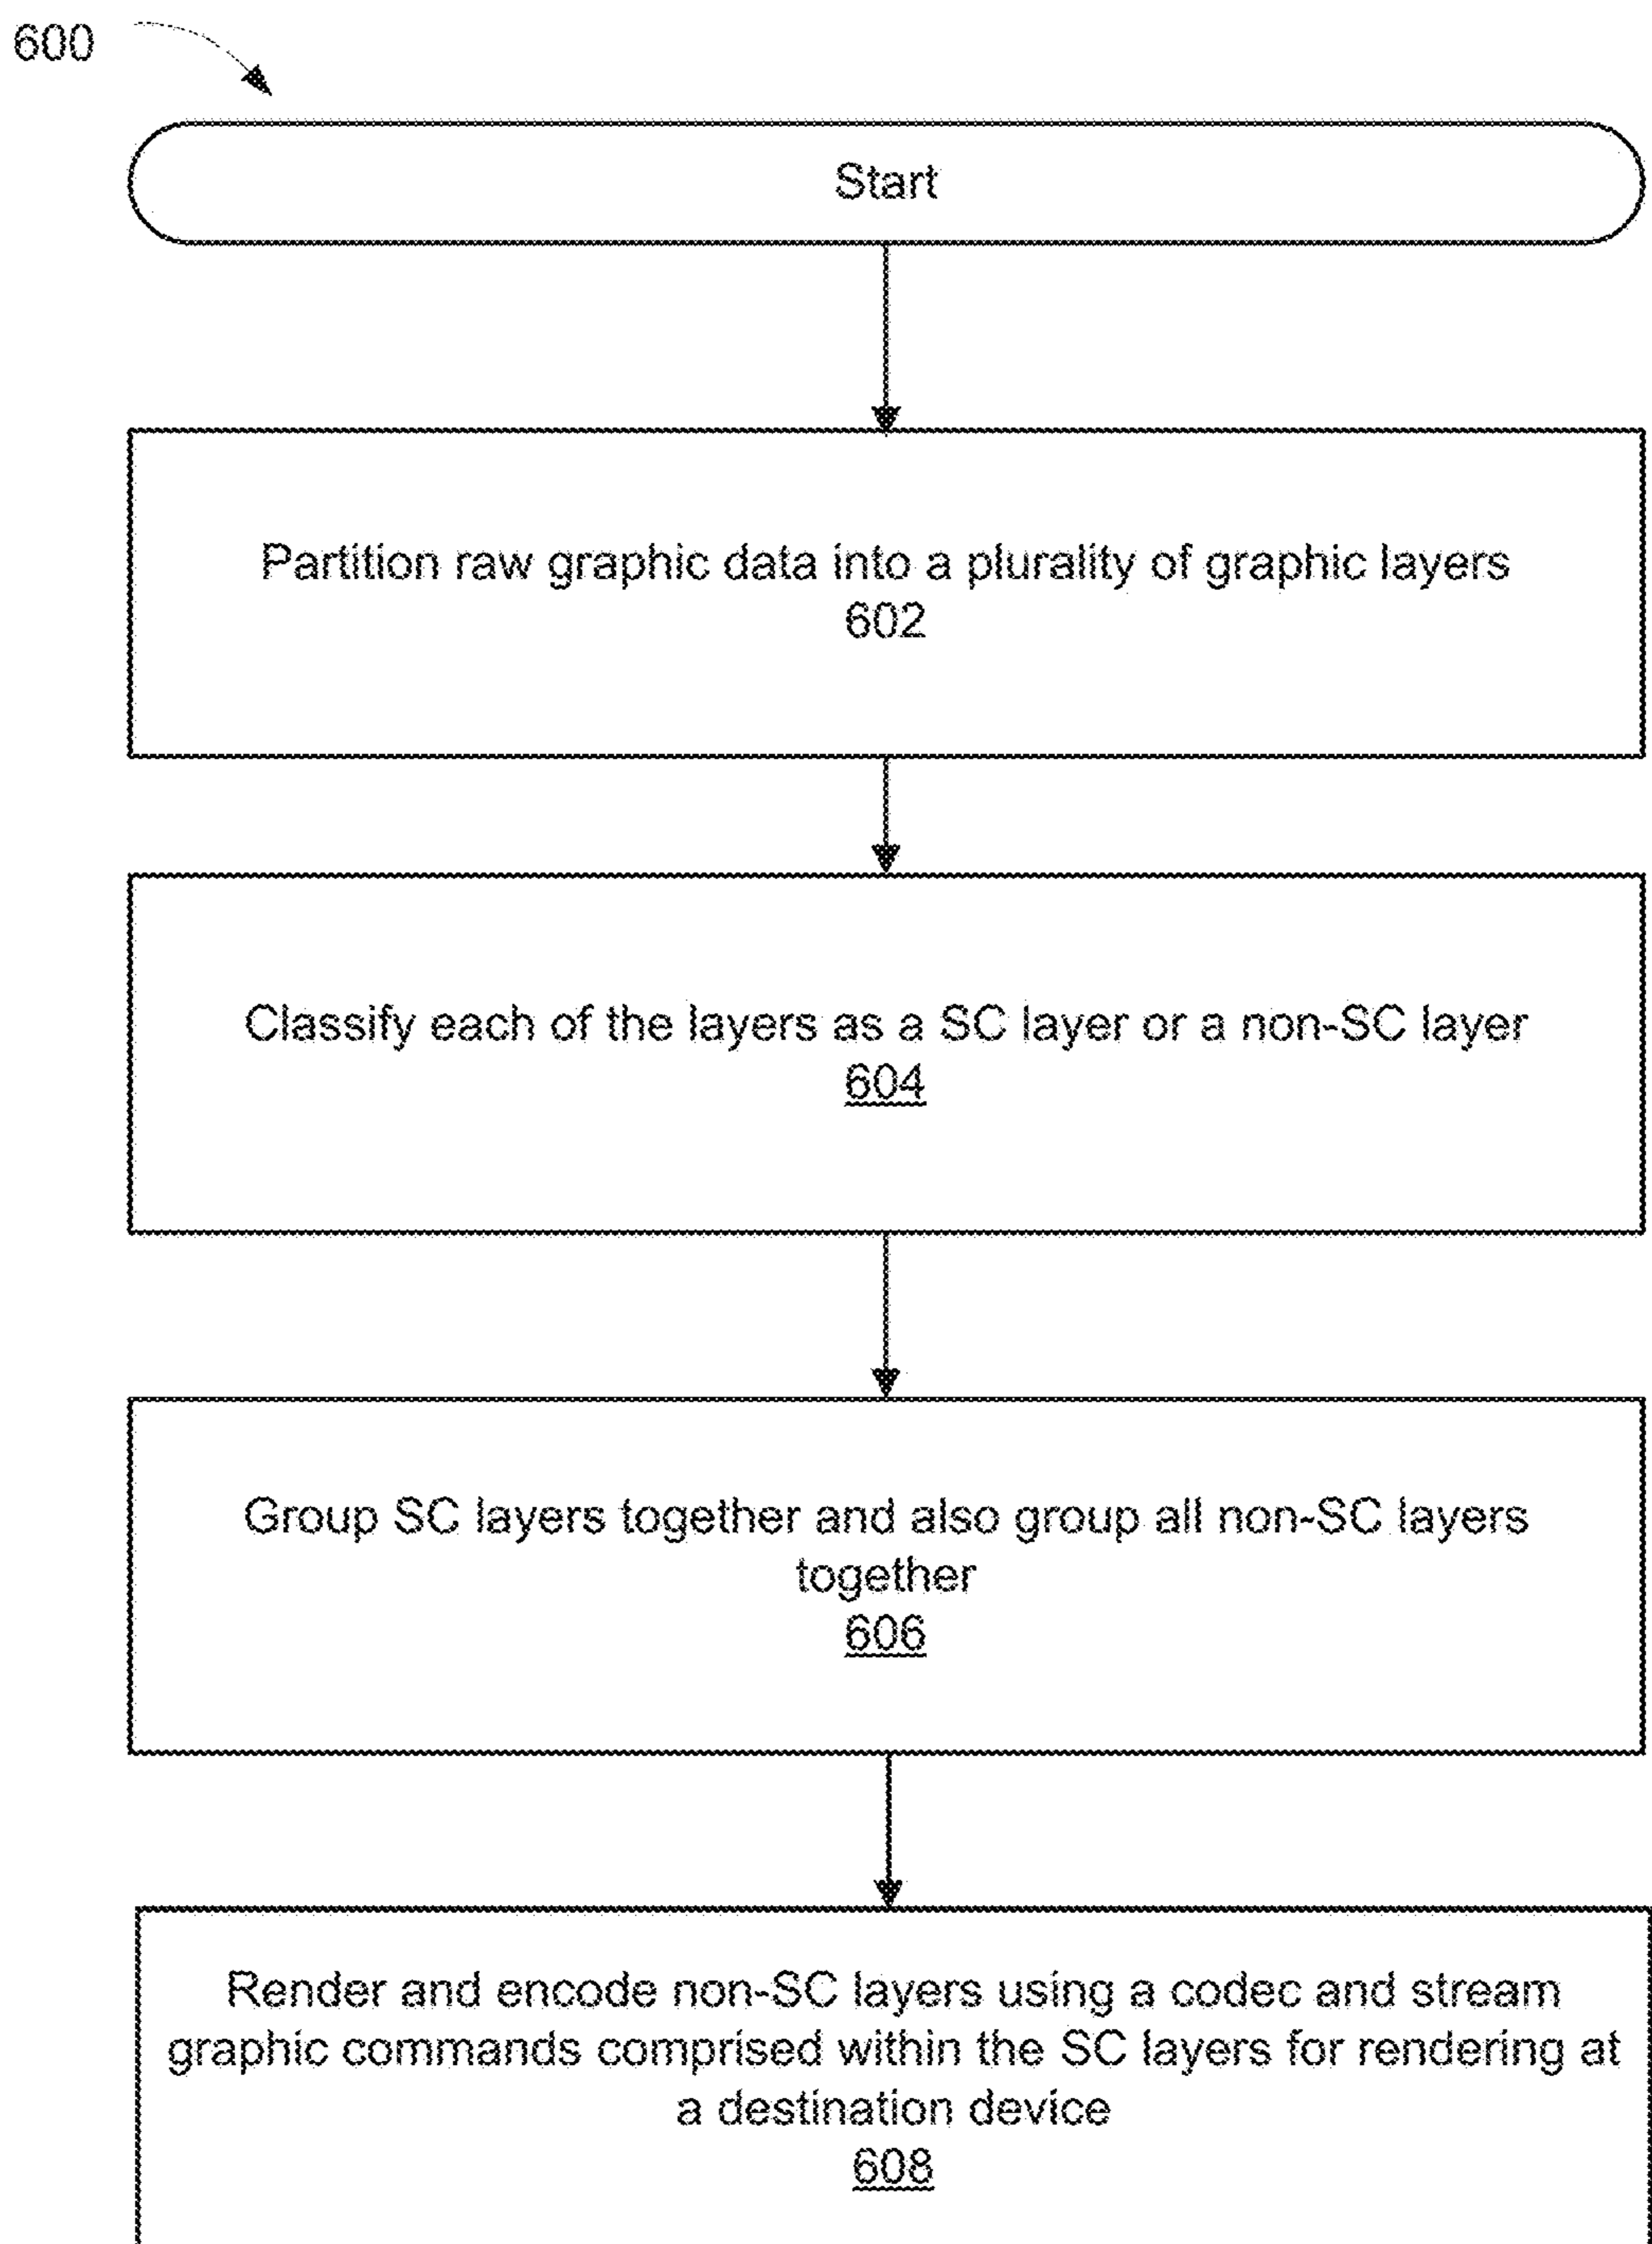 600
Start
Partition raw graphic data into a plurality of graphic layers
602
Classify each of the layers as a SC layer or a non-SC layer
604
Group SC layers together and also group all non-SC layers
together
606
Render and encode non-SC layers using a codec and stream
graphic commands comprised within the SC layers for rendering at
a destination device
608